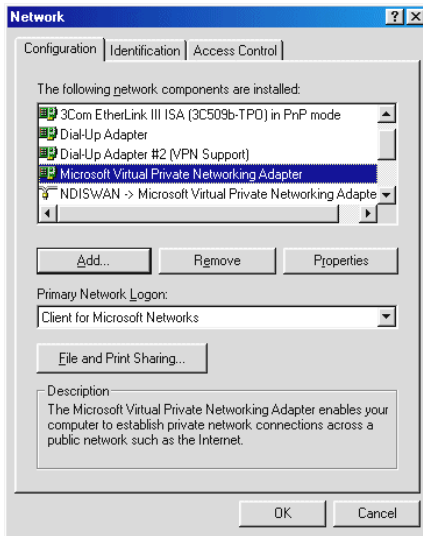 Network
Configuration Identification Access Control
The following network components are installed:
3Com EtherLink III ISA (3C509b-TPO) in PnP mode
Dial-Up Adapter
Dial-Up Adapter #2 (VPN Support)
Microsoft Virtual Private Networking Adapter
NDISWAN -> Microsoft Virtual Private Networking Adapte
Add... Remove Properties
Primary Network Logon:
Client for Microsoft Networks
File and Print Sharing...
Description
The Microsoft Virtual Private Networking Adapter enables your
computer to establish private network connections across a
public network such as the Internet.
OK Cancel